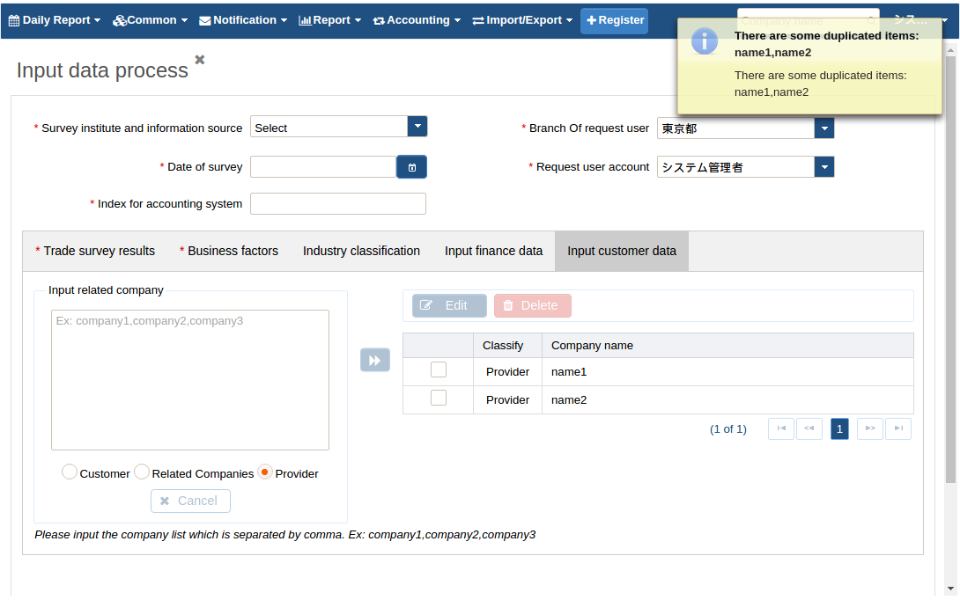 Daily Report Common Notification Report Accounting Import/Export Register Company name シス...
There are some duplicated items: name1,name2
There are some duplicated items: name1,name2
Input data process
* Survey institute and information source Select
* Branch Of request user 東京都
* Date of survey
* Request user account システム管理者
* Index for accounting system
* Trade survey results * Business factors Industry classification Input finance data Input customer data
Input related company
Ex: company1,company2,company3
Edit Delete
Classify Company name
Provider name1
Provider name2
(1 of 1) 1
Customer Related Companies Provider
Cancel
Please input the company list which is separated by comma. Ex: company1,company2,company3